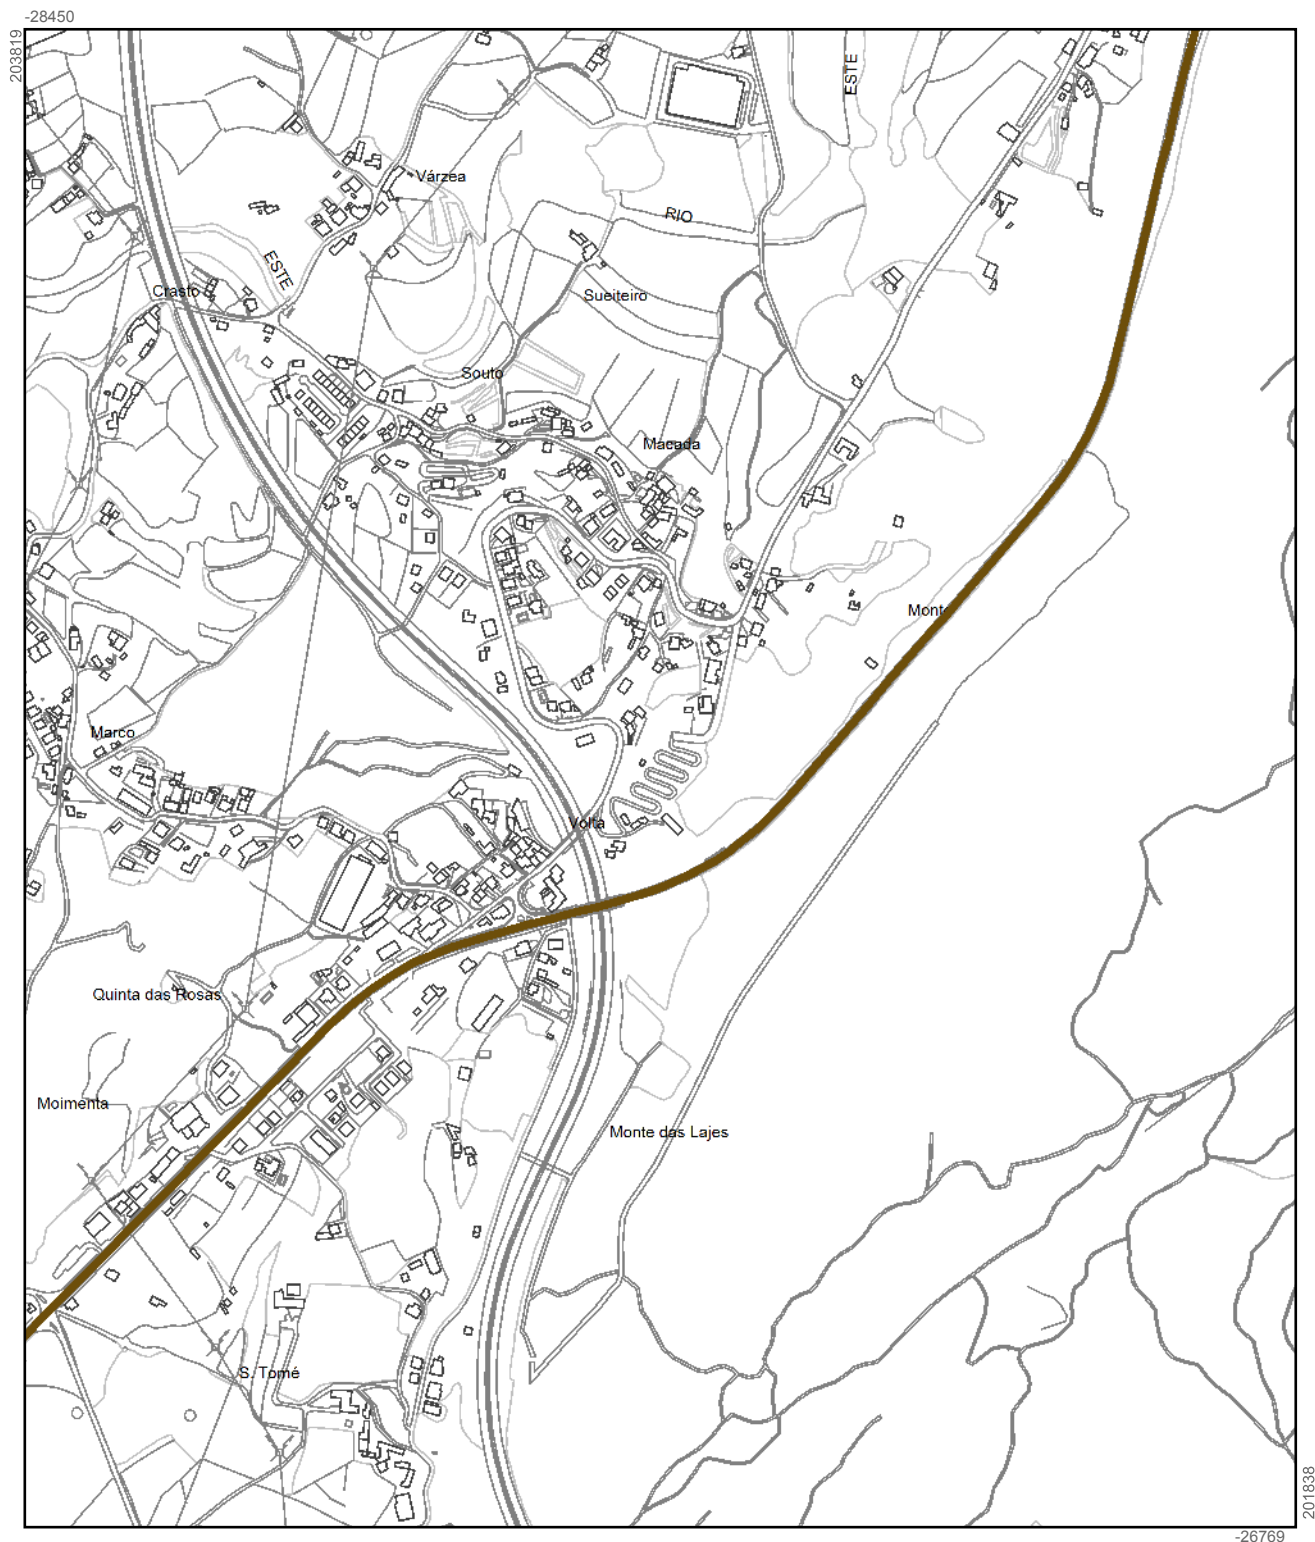 -28450
203819
ESTE
Várzea
RIO
ESTE
Crasto
Sueiteiro
Souto
Macada
Monte
Marco
Volta
Quinta das Rosas
Moimenta
Monte das Lajes
S. Tomé
201838
-26769